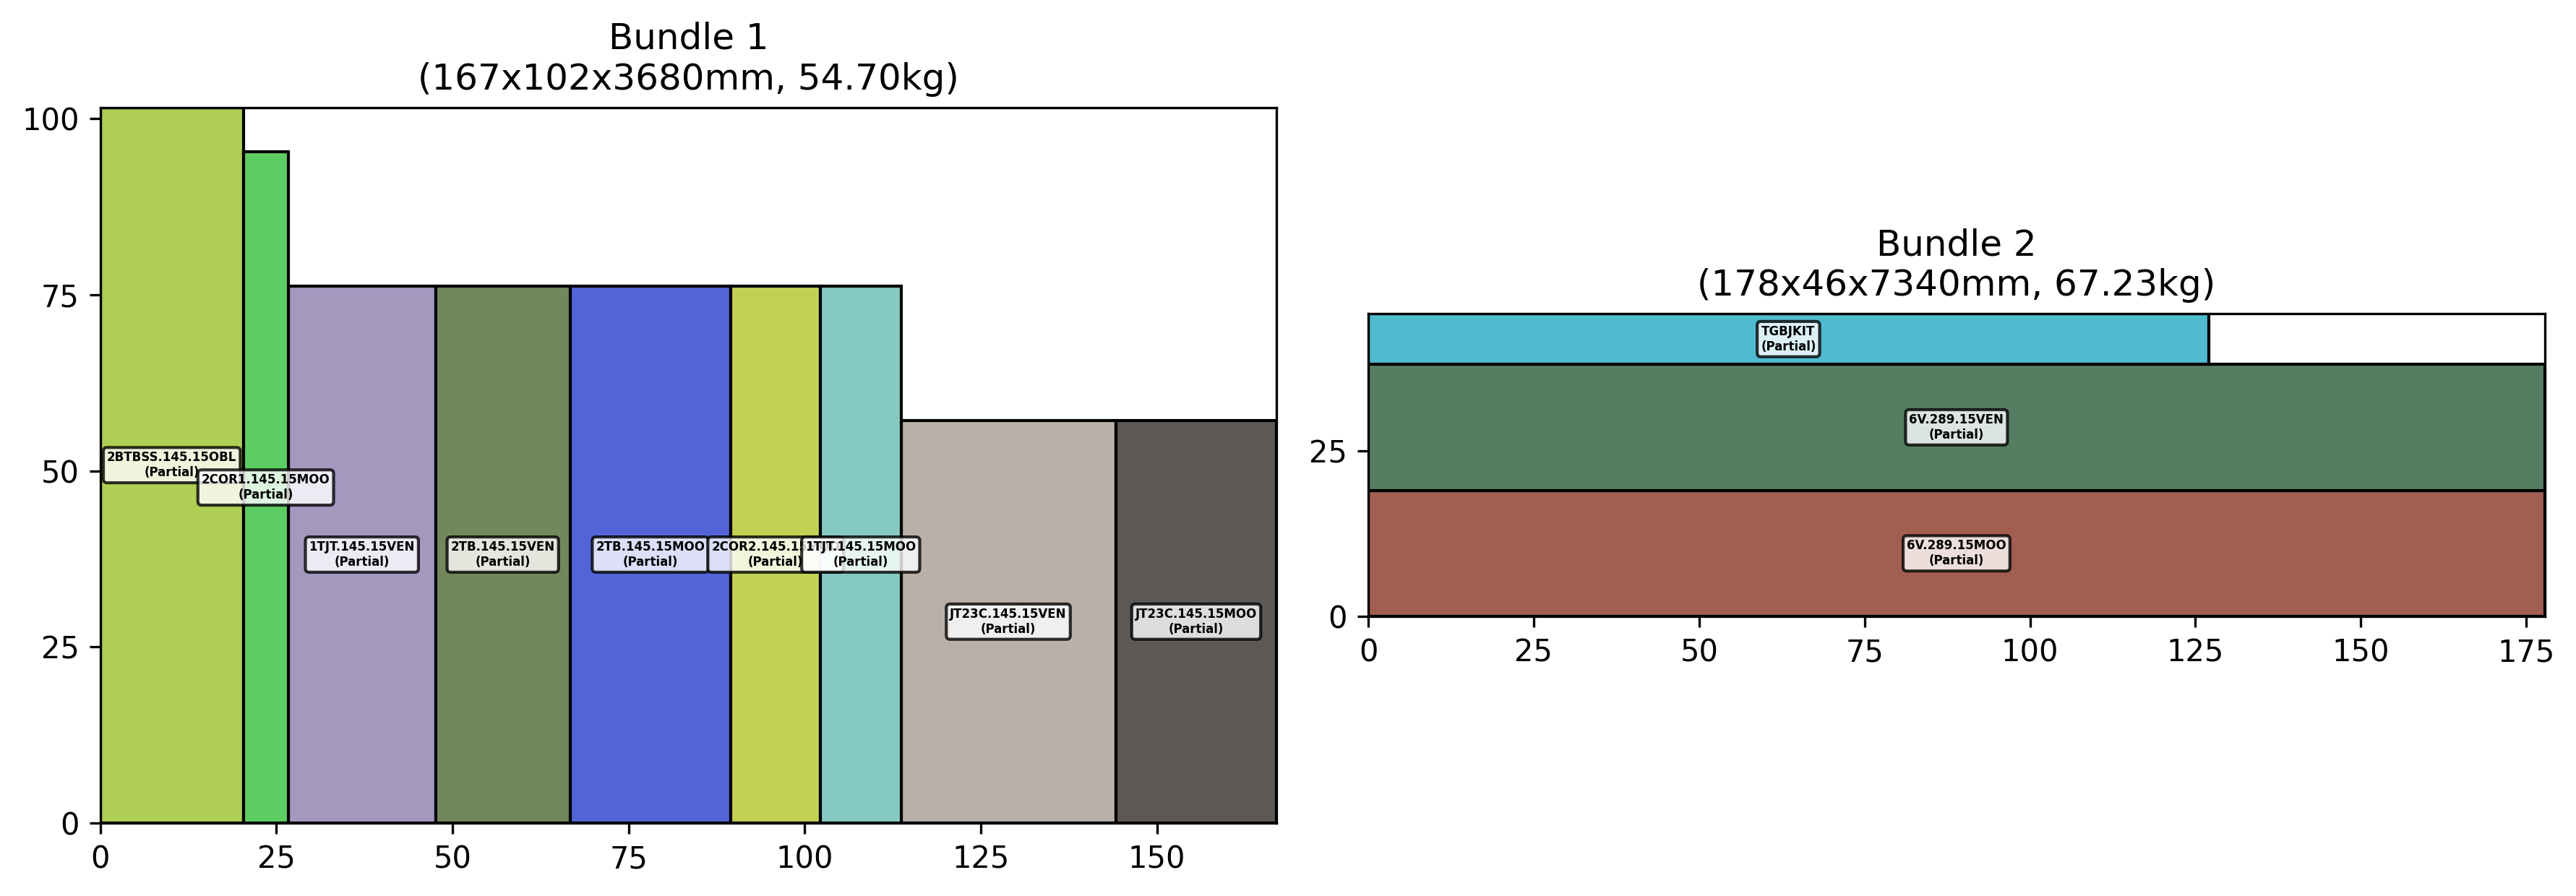 Bundle 1
(167x102x3680mm, 54.70kg)
100
75
50
25
0
2BTBSS.145.15OBL
(Partial)
2COR1.145.15MOO
(Partial)
1TJT.145.15VEN
(Partial)
2TB.145.15VEN
(Partial)
2TB.145.15MOO
(Partial)
2COR2.145.1
(Partial)
1TJT.145.15MOO
(Partial)
JT23C.145.15VEN
(Partial)
JT23C.145.15MOO
(Partial)
0 25 50 75 100 125 150
Bundle 2
(178x46x7340mm, 67.23kg)
25
0
TGBJKIT
(Partial)
6V.289.15VEN
(Partial)
6V.289.15MOO
(Partial)
0 25 50 75 100 125 150 175